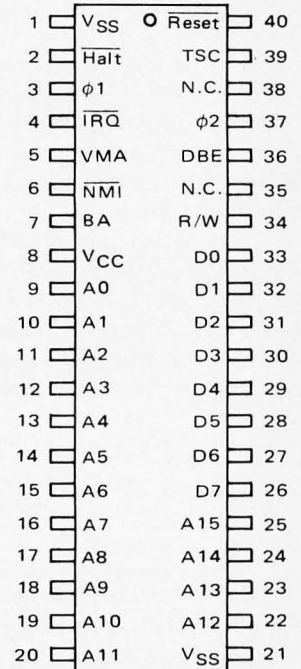 1 VSS Reset 40
2 Halt TSC 39
3 ϕ1 N.C. 38
4 IRQ ϕ2 37
5 VMA DBE 36
6 NMI N.C. 35
7 BA R/W 34
8 VCC D0 33
9 A0 D1 32
10 A1 D2 31
11 A2 D3 30
12 A3 D4 29
13 A4 D5 28
14 A5 D6 27
15 A6 D7 26
16 A7 A15 25
17 A8 A14 24
18 A9 A13 23
19 A10 A12 22
20 A11 VSS 21